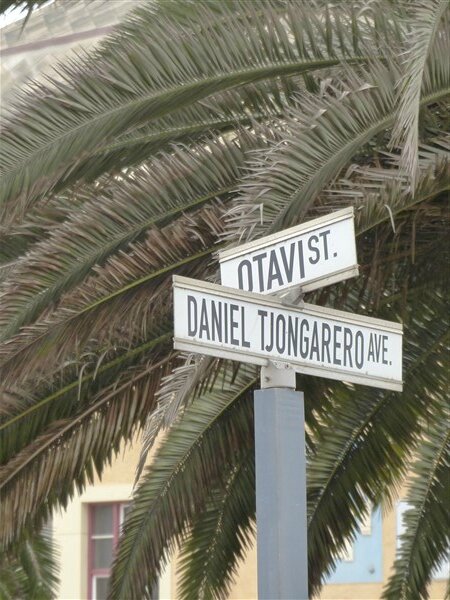 OTAVI ST.
DANIEL TJONGARERO AVE.